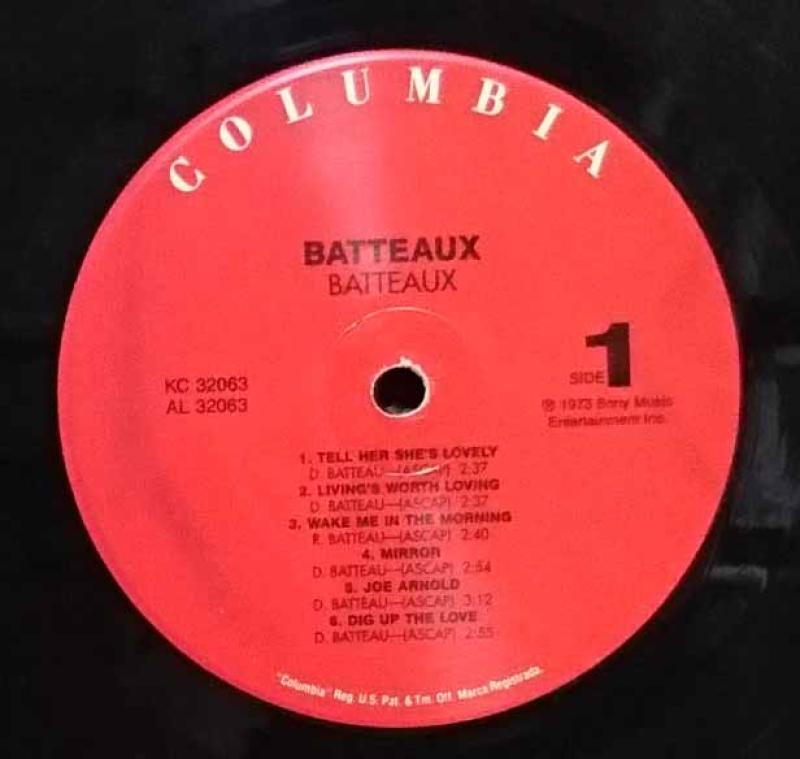 COLUMBIA
BATTEAUX
BATTEAUX
KC 32063
AL 32063
SIDE 1
℗ 1973 Sony Music
Entertainment Inc.
1. TELL HER SHE'S LOVELY
D. BATTEAU—(ASCAP) 2:37
2. LIVING'S WORTH LOVING
D. BATTEAU—(ASCAP) 2:37
3. WAKE ME IN THE MORNING
R. BATTEAU—(ASCAP) 2:40
4. MIRROR
D. BATTEAU—(ASCAP) 2:54
5. JOE ARNOLD
D. BATTEAU—(ASCAP) 3:12
6. DIG UP THE LOVE
D. BATTEAU—(ASCAP) 2:55
"Columbia" Reg. U.S. Pat. & Tm. Off. Marca Registrada.